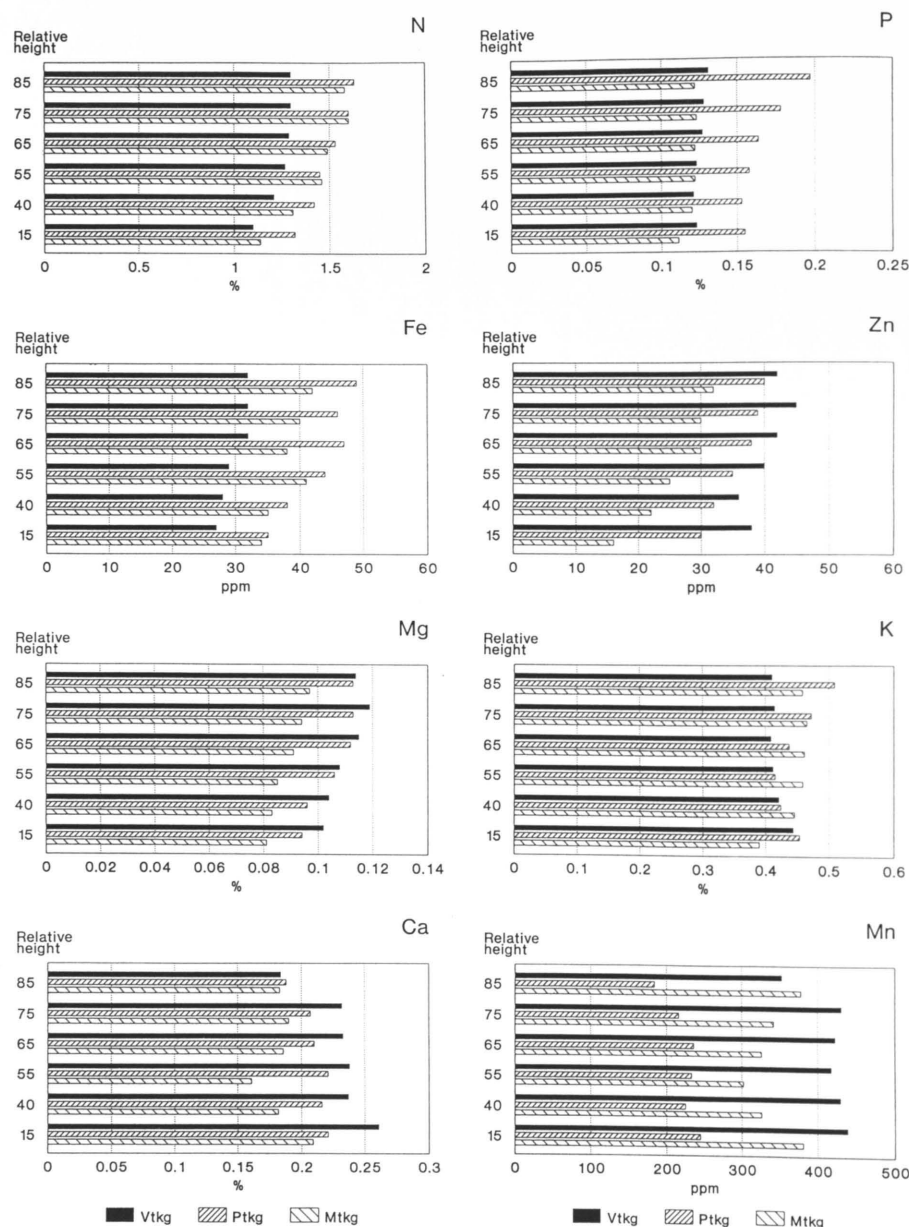 N
Relative
height
85
75
65
55
40
15
0 0.5 1 1.5 2
%
P
Relative
height
85
75
65
55
40
15
0 0.05 0.1 0.15 0.2 0.25
%
Fe
Relative
height
85
75
65
55
40
15
0 10 20 30 40 50 60
ppm
Zn
Relative
height
85
75
65
55
40
15
0 10 20 30 40 50 60
ppm
Mg
Relative
height
85
75
65
55
40
15
0 0.02 0.04 0.06 0.08 0.1 0.12 0.14
%
K
Relative
height
85
75
65
55
40
15
0 0.1 0.2 0.3 0.4 0.5 0.6
%
Ca
Relative
height
85
75
65
55
40
15
0 0.05 0.1 0.15 0.2 0.25 0.3
%
Vtkg Ptkg Mtkg
Mn
Relative
height
85
75
65
55
40
15
0 100 200 300 400 500
ppm
Vtkg Ptkg Mtkg